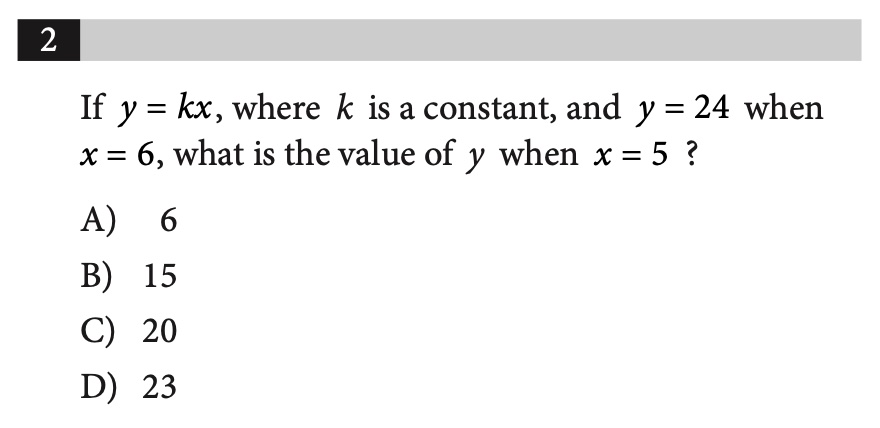 2
If y = kx, where k is a constant, and y = 24 when
x = 6, what is the value of y when x = 5 ?
A) 6
B) 15
C) 20
D) 23